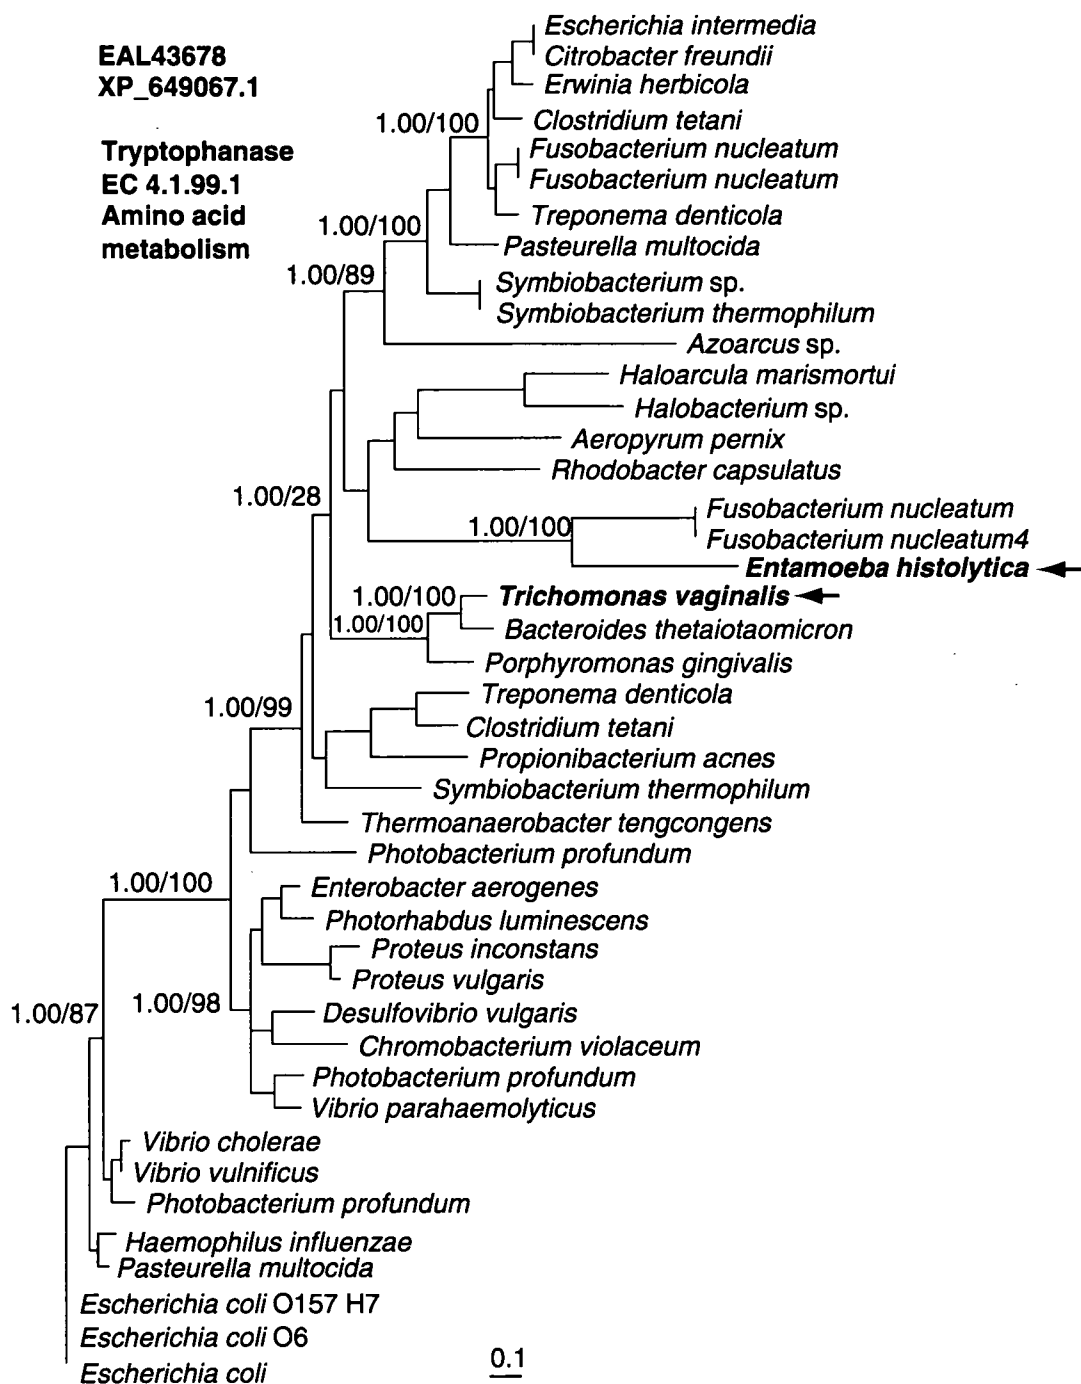 EAL43678
XP_649067.1
Tryptophanase
EC 4.1.99.1
Amino acid
metabolism
Escherichia intermedia
Citrobacter freundii
Erwinia herbicola
1.00/100
Clostridium tetani
Fusobacterium nucleatum
Fusobacterium nucleatum
Treponema denticola
1.00/100
Pasteurella multocida
1.00/89
Symbiobacterium sp.
Symbiobacterium thermophilum
Azoarcus sp.
Haloarcula marismortui
Halobacterium sp.
Aeropyrum pernix
Rhodobacter capsulatus
1.00/28
Fusobacterium nucleatum
1.00/100
Fusobacterium nucleatum4
Entamoeba histolytica
1.00/100
Trichomonas vaginalis
1.00/100
Bacteroides thetaiotaomicron
Porphyromonas gingivalis
Treponema denticola
1.00/99
Clostridium tetani
Propionibacterium acnes
Symbiobacterium thermophilum
Thermoanaerobacter tengcongens
Photobacterium profundum
1.00/100
Enterobacter aerogenes
Photorhabdus luminescens
Proteus inconstans
Proteus vulgaris
1.00/98
1.00/87
Desulfovibrio vulgaris
Chromobacterium violaceum
Photobacterium profundum
Vibrio parahaemolyticus
Vibrio cholerae
Vibrio vulnificus
Photobacterium profundum
Haemophilus influenzae
Pasteurella multocida
Escherichia coli O157 H7
Escherichia coli O6
Escherichia coli
0.1